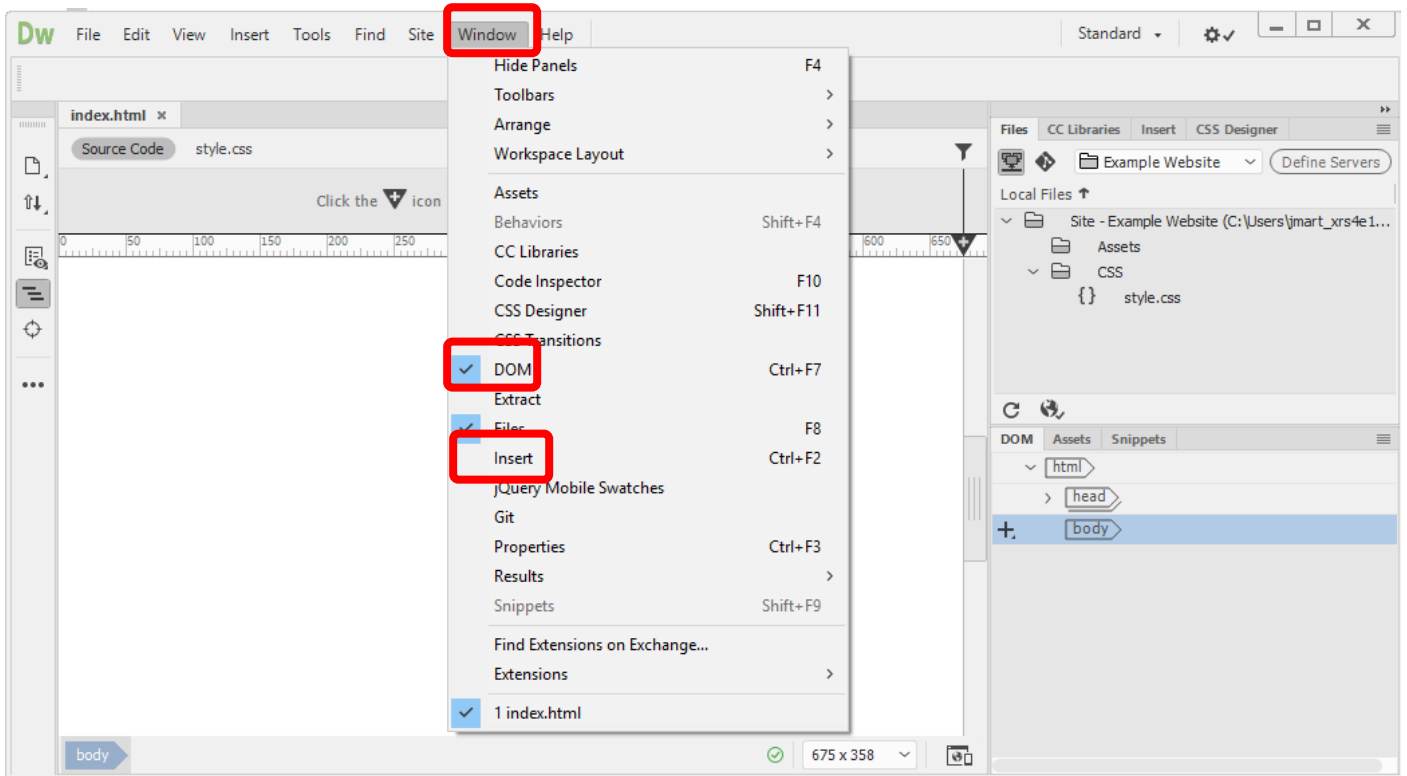 Dw File Edit View Insert Tools Find Site Window Help Standard
index.html ×
Source Code style.css
Click the icon
0 50 100 150 200 250 600 650
Hide Panels F4
Toolbars
Arrange
Workspace Layout
Assets
Behaviors Shift+F4
CC Libraries
Code Inspector F10
CSS Designer Shift+F11
CSS Transitions
DOM Ctrl+F7
Extract
Files F8
Insert Ctrl+F2
jQuery Mobile Swatches
Git
Properties Ctrl+F3
Results
Snippets Shift+F9
Find Extensions on Exchange...
Extensions
1 index.html
Files CC Libraries Insert CSS Designer
Example Website Define Servers
Local Files
Site - Example Website (C:\Users\jmart_xrs4e1...
Assets
CSS
{} style.css
DOM Assets Snippets
html
head
body
body 675 x 358